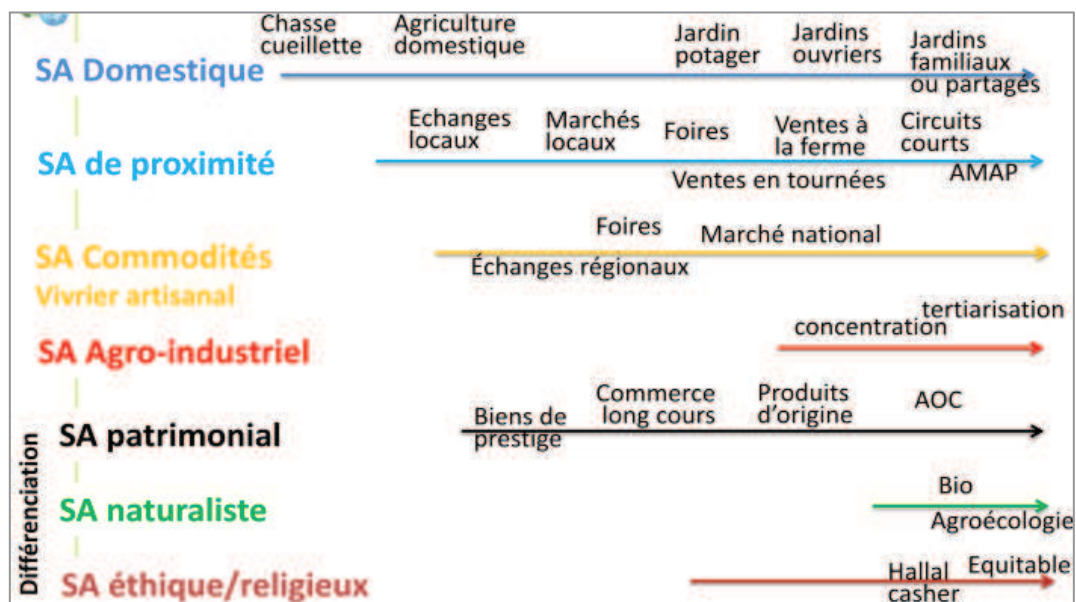 Chasse
cueillette
Agriculture
domestique
Jardin
potager
Jardins
ouvriers
Jardins
familiaux
ou partagés
SA Domestique
Echanges
locaux
Marchés
locaux
Foires
Ventes à
la ferme
Circuits
courts
SA de proximité
Ventes en tournées
AMAP
Foires
Marché national
SA Commodités
Échanges régionaux
Vivrier artisanal
tertiarisation
concentration
SA Agro-industriel
Biens de
prestige
Commerce
long cours
Produits
d'origine
AOC
SA patrimonial
Différenciation
Bio
SA naturaliste
Agroécologie
Equitable
Hallal
casher
SA éthique/religieux